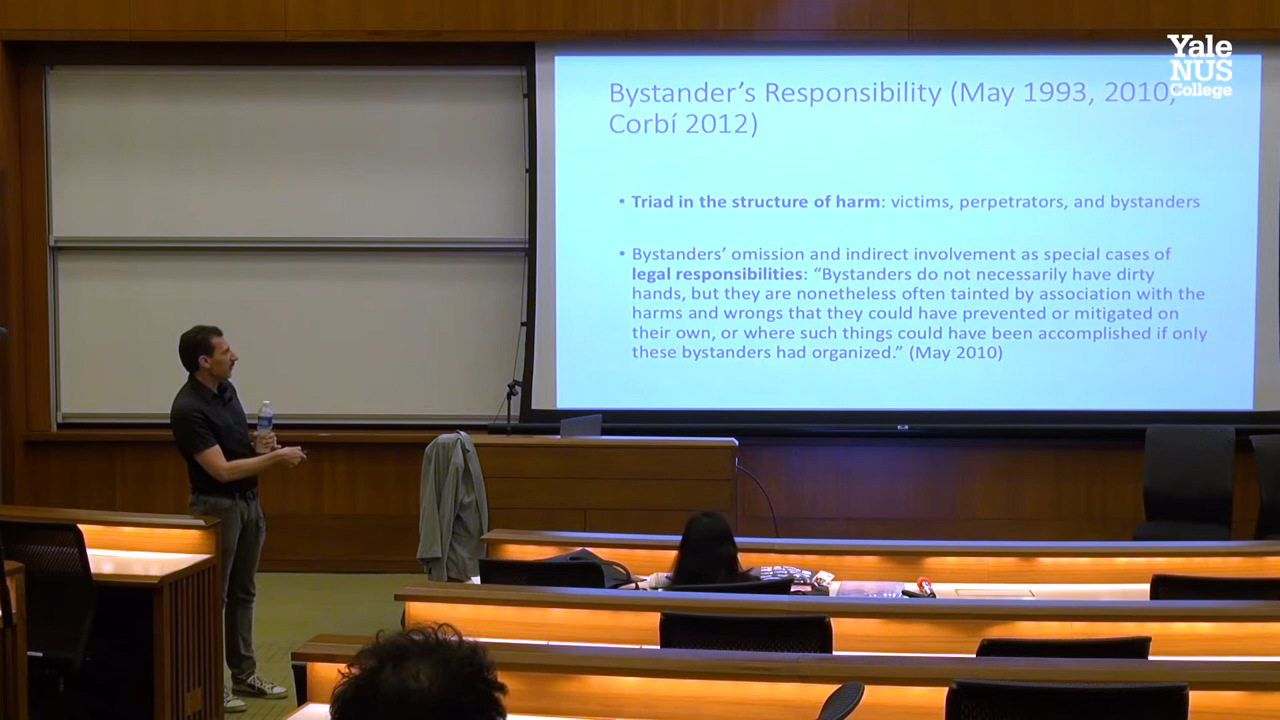 Yale
NUS
College
Bystander’s Responsibility (May 1993, 2010,
Corbí 2012)
• Triad in the structure of harm: victims, perpetrators, and bystanders
• Bystanders’ omission and indirect involvement as special cases of
legal responsibilities: “Bystanders do not necessarily have dirty
hands, but they are nonetheless often tainted by association with the
harms and wrongs that they could have prevented or mitigated on
their own, or where such things could have been accomplished if only
these bystanders had organized.” (May 2010)